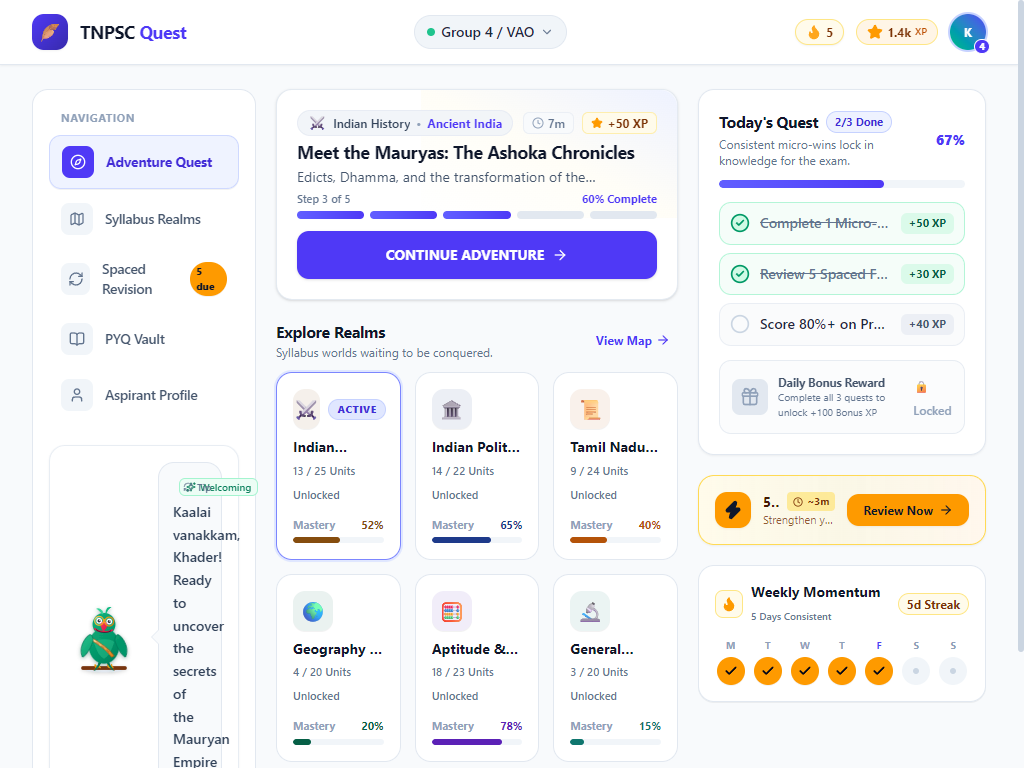 TNPSC Quest
Group 4 / VAO
5
1.4k XP
K
4
NAVIGATION
Adventure Quest
Syllabus Realms
Spaced
Revision
5
due
PYQ Vault
Aspirant Profile
Welcoming
Kaalai
vanakkam,
Khader!
Ready
to
uncover
the
secrets
of
the
Mauryan
Empire
Indian History • Ancient India
7m
+50 XP
Meet the Mauryas: The Ashoka Chronicles
Edicts, Dhamma, and the transformation of the...
Step 3 of 5
60% Complete
CONTINUE ADVENTURE →
Explore Realms
Syllabus worlds waiting to be conquered.
View Map →
ACTIVE
Indian...
13 / 25 Units
Unlocked
Mastery 52%
Indian Polit...
14 / 22 Units
Unlocked
Mastery 65%
Tamil Nadu...
9 / 24 Units
Unlocked
Mastery 40%
Geography ...
4 / 20 Units
Unlocked
Mastery 20%
Aptitude &...
18 / 23 Units
Unlocked
Mastery 78%
General...
3 / 20 Units
Unlocked
Mastery 15%
Today's Quest
2/3 Done
Consistent micro-wins lock in
knowledge for the exam.
67%
Complete 1 Micro-...
+50 XP
Review 5 Spaced F...
+30 XP
Score 80%+ on Pr...
+40 XP
Daily Bonus Reward
Complete all 3 quests to
unlock +100 Bonus XP
Locked
5..
~3m
Strengthen y...
Review Now →
Weekly Momentum
5 Days Consistent
5d Streak
M T W T F S S